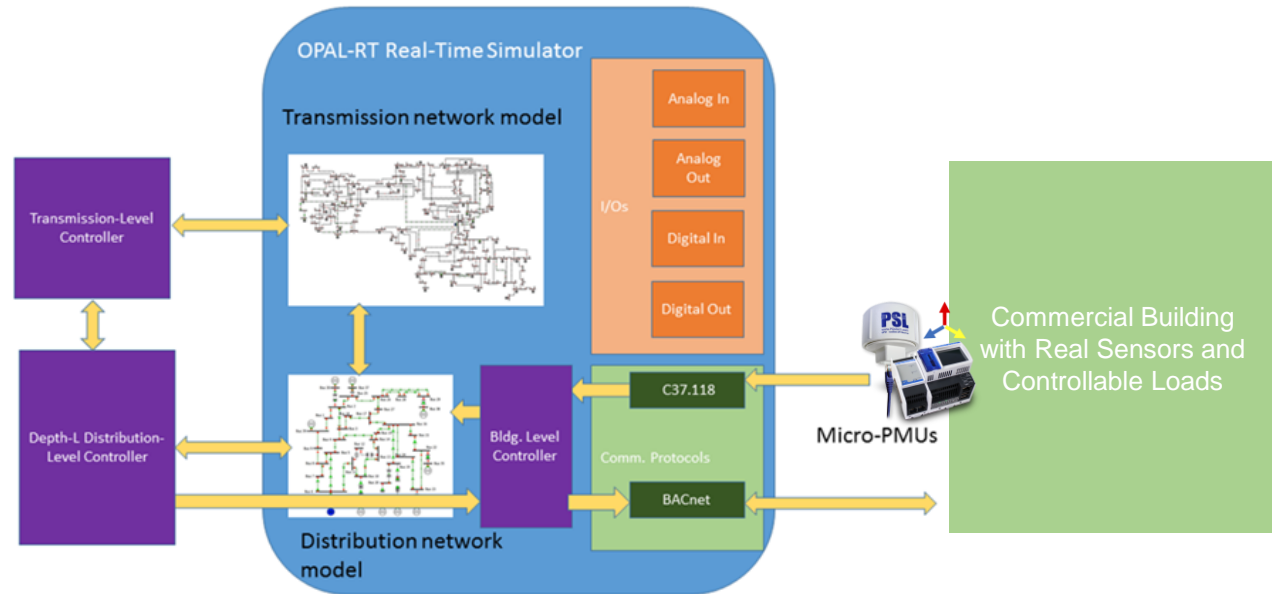 OPAL-RT Real-Time Simulator
Transmission network model
Analog In
Analog
Out
I/Os
Digital In
Digital Out
Transmission-Level
Controller
Depth-L Distribution-
Level Controller
Bldg. Level
Controller
C37.118
Comm. Protocols
BACnet
Distribution network
model
PSL
Micro-PMUs
Commercial Building
with Real Sensors and
Controllable Loads